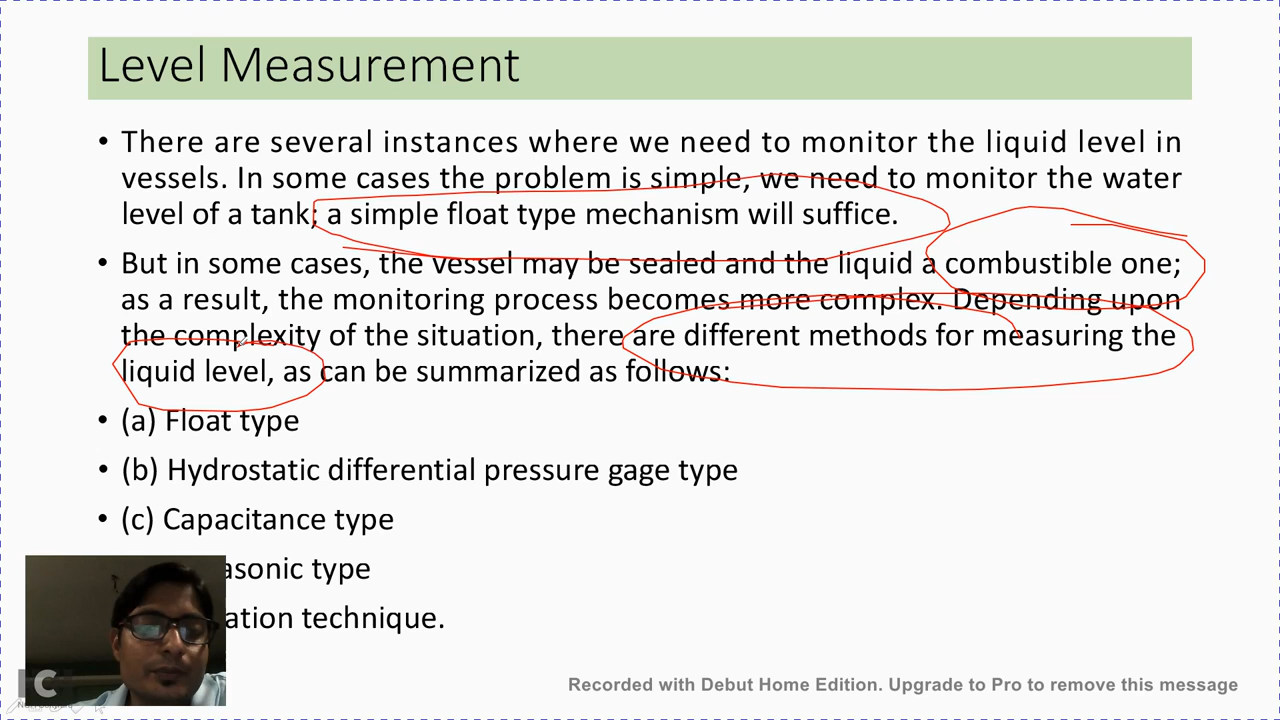 Level Measurement
• There are several instances where we need to monitor the liquid level in
vessels. In some cases the problem is simple, we need to monitor the water
level of a tank; a simple float type mechanism will suffice.
• But in some cases, the vessel may be sealed and the liquid a combustible one;
as a result, the monitoring process becomes more complex. Depending upon
the complexity of the situation, there are different methods for measuring the
liquid level, as can be summarized as follows:
• (a) Float type
• (b) Hydrostatic differential pressure gage type
• (c) Capacitance type
asonic type
ation technique.
Recorded with Debut Home Edition. Upgrade to Pro to remove this message